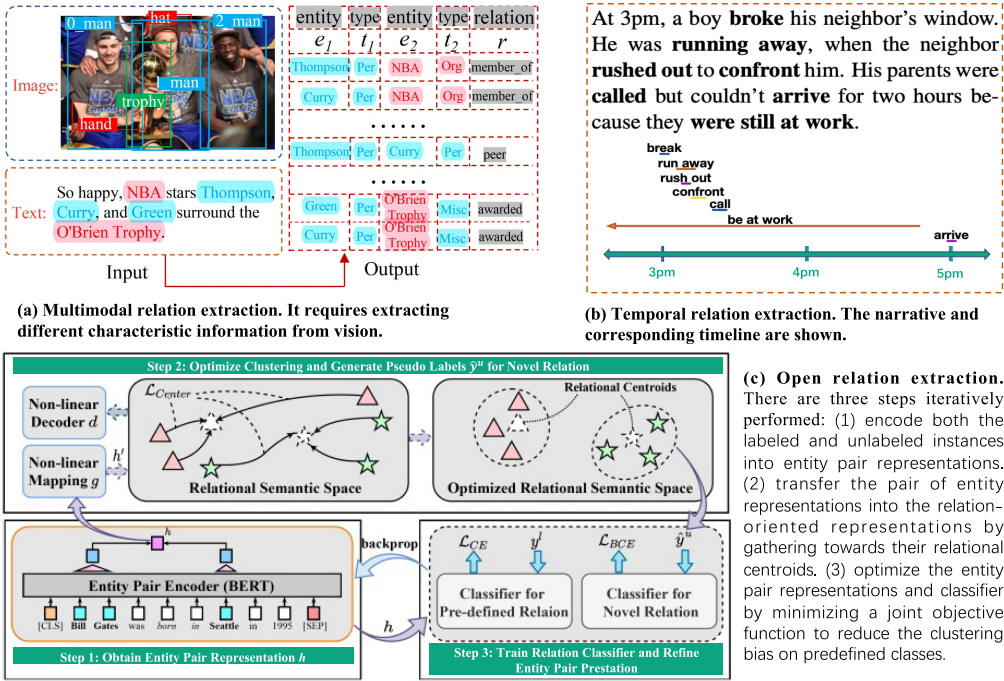 Image:
0_man
hat
2_man
_man
trophy
hand
Text:
So happy, NBA stars Thompson,
Curry, and Green surround the
O'Brien Trophy.
Input
Output
entity type entity type relation
e1 t1 e2 t2 r
Thompson Per NBA Org member_of
Curry Per NBA Org member_of
......
Thompson Per Curry Per peer
......
Green Per O'Brien Trophy Misc awarded
Curry Per O'Brien Trophy Misc awarded
(a) Multimodal relation extraction. It requires extracting
different characteristic information from vision.
At 3pm, a boy broke his neighbor's window.
He was running away, when the neighbor
rushed out to confront him. His parents were
called but couldn't arrive for two hours be-
cause they were still at work.
break
run away
rush out
confront
call
be at work
arrive
3pm
4pm
5pm
(b) Temporal relation extraction. The narrative and
corresponding timeline are shown.
Step 2: Optimize Clustering and Generate Pseudo Labels ŷᵘ for Novel Relation
Non-linear
Decoder d
Non-linear
Mapping g
h′
ℒCenter
Relational Semantic Space
Relational Centroids
Optimized Relational Semantic Space
h
Entity Pair Encoder (BERT)
[CLS] Bill Gates was born in Seattle in 1995 [SEP]
Step 1: Obtain Entity Pair Representation h
backprop
h
ℒCE yˡ
Classifier for
Pre-defined Relaion
ℒBCE ŷᵘ
Classifier for
Novel Relation
Step 3: Train Relation Classifier and Refine
Entity Pair Prestation
(c) Open relation extraction.
There are three steps iteratively
performed: (1) encode both the
labeled and unlabeled instances
into entity pair representations.
(2) transfer the pair of entity
representations into the relation-
oriented representations by
gathering towards their relational
centroids. (3) optimize the entity
pair representations and classifier
by minimizing a joint objective
function to reduce the clustering
bias on predefined classes.